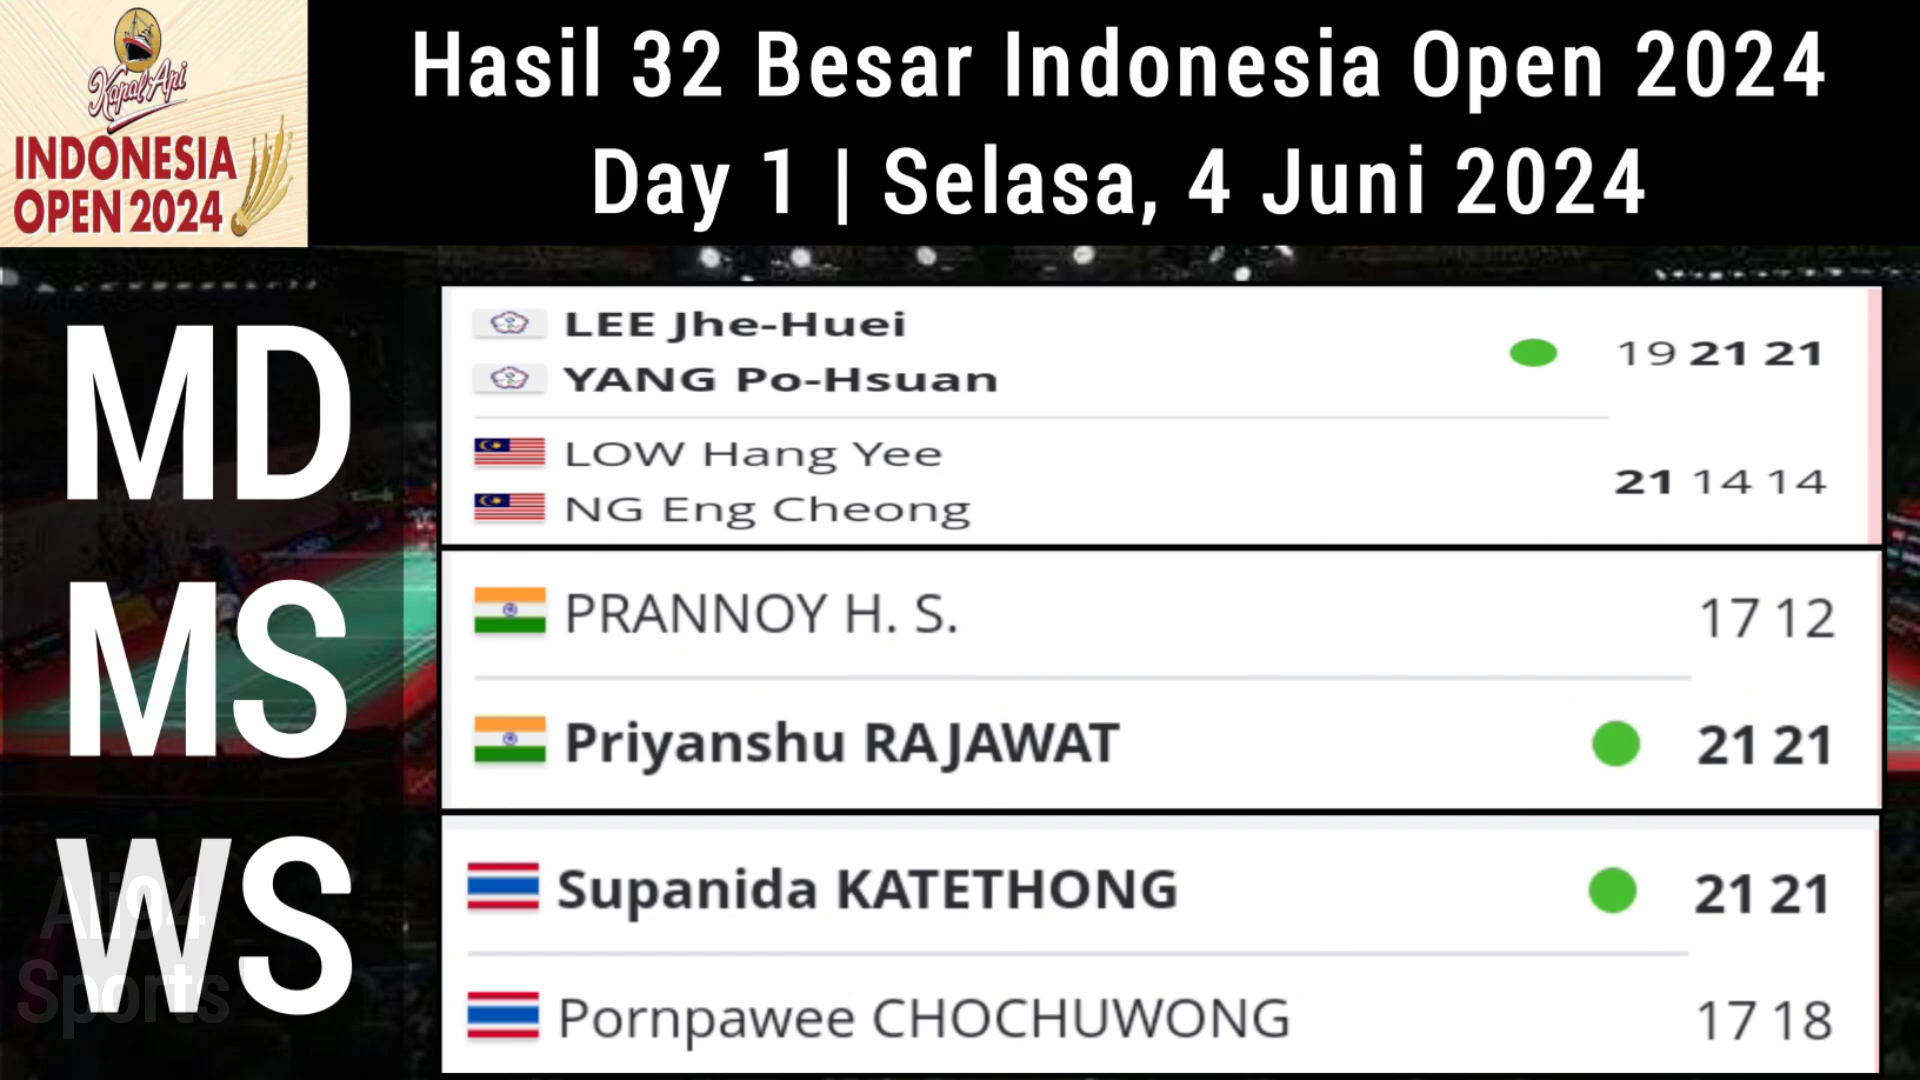 Kapal Api
INDONESIA
OPEN 2024
Hasil 32 Besar Indonesia Open 2024
Day 1 | Selasa, 4 Juni 2024
MD
LEE Jhe-Huei
YANG Po-Hsuan
19 21 21
LOW Hang Yee
NG Eng Cheong
21 14 14
MS
PRANNOY H. S.
17 12
Priyanshu RAJAWAT
21 21
WS
Supanida KATETHONG
21 21
Pornpawee CHOCHUWONG
17 18
Ali94
Sports